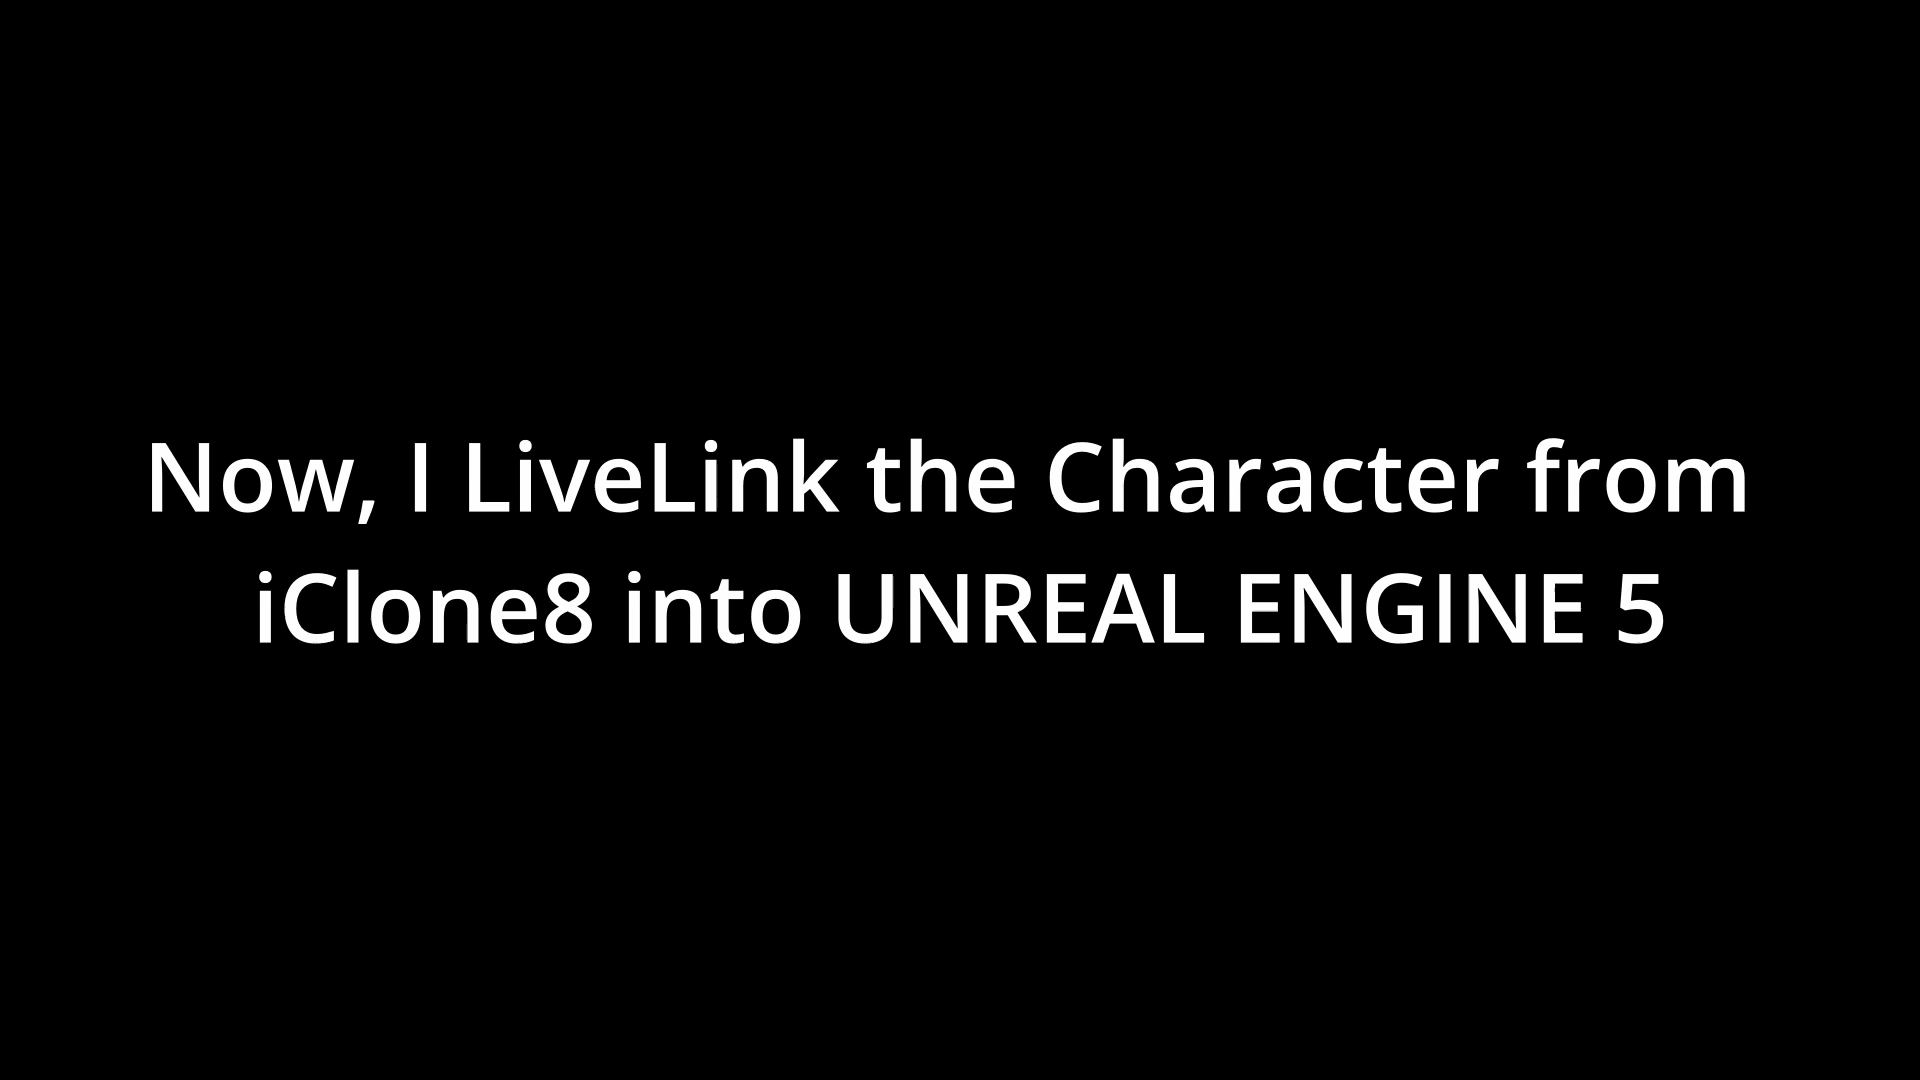 Now, I LiveLink the Character from
iClone8 into UNREAL ENGINE 5